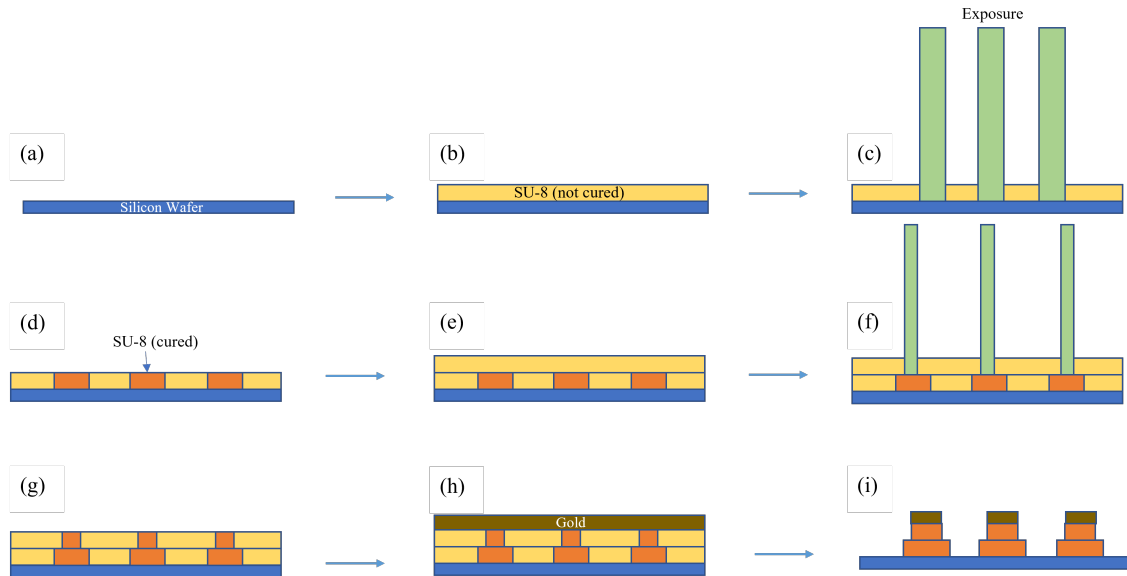 Exposure
(a)
(b)
(c)
Silicon Wafer
SU-8 (not cured)
(d)
(e)
(f)
SU-8 (cured)
(g)
(h)
(i)
Gold